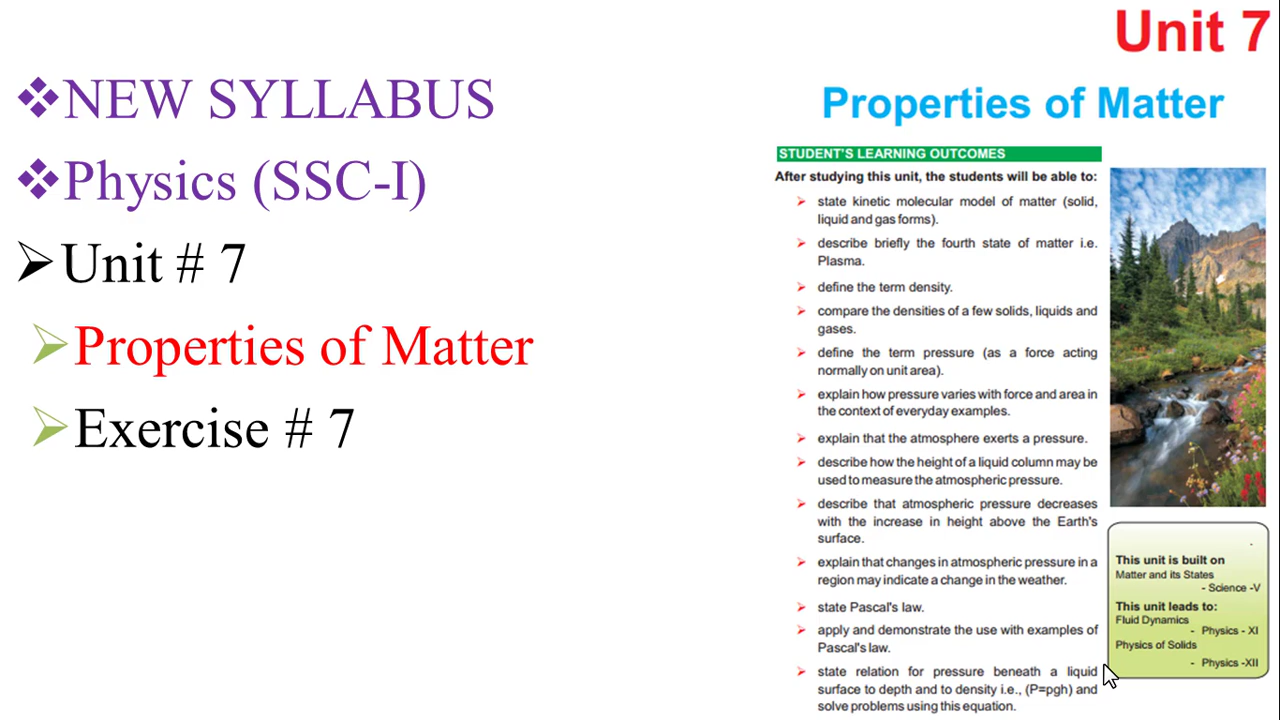 ❖NEW SYLLABUS
❖Physics (SSC-I)
➢Unit # 7
➢Properties of Matter
➢Exercise # 7
Unit 7
Properties of Matter
STUDENT'S LEARNING OUTCOMES
After studying this unit, the students will be able to:
➢ state kinetic molecular model of matter (solid,
liquid and gas forms).
➢ describe briefly the fourth state of matter i.e.
Plasma.
➢ define the term density.
➢ compare the densities of a few solids, liquids and
gases.
➢ define the term pressure (as a force acting
normally on unit area).
➢ explain how pressure varies with force and area in
the context of everyday examples.
➢ explain that the atmosphere exerts a pressure.
➢ describe how the height of a liquid column may be
used to measure the atmospheric pressure.
➢ describe that atmospheric pressure decreases
with the increase in height above the Earth's
surface.
➢ explain that changes in atmospheric pressure in a
region may indicate a change in the weather.
➢ state Pascal's law.
➢ apply and demonstrate the use with examples of
Pascal's law.
➢ state relation for pressure beneath a liquid
surface to depth and to density i.e., (P=ρgh) and
solve problems using this equation.
This unit is built on
Matter and its States
- Science -V
This unit leads to:
Fluid Dynamics
- Physics - XI
Physics of Solids
- Physics -XII